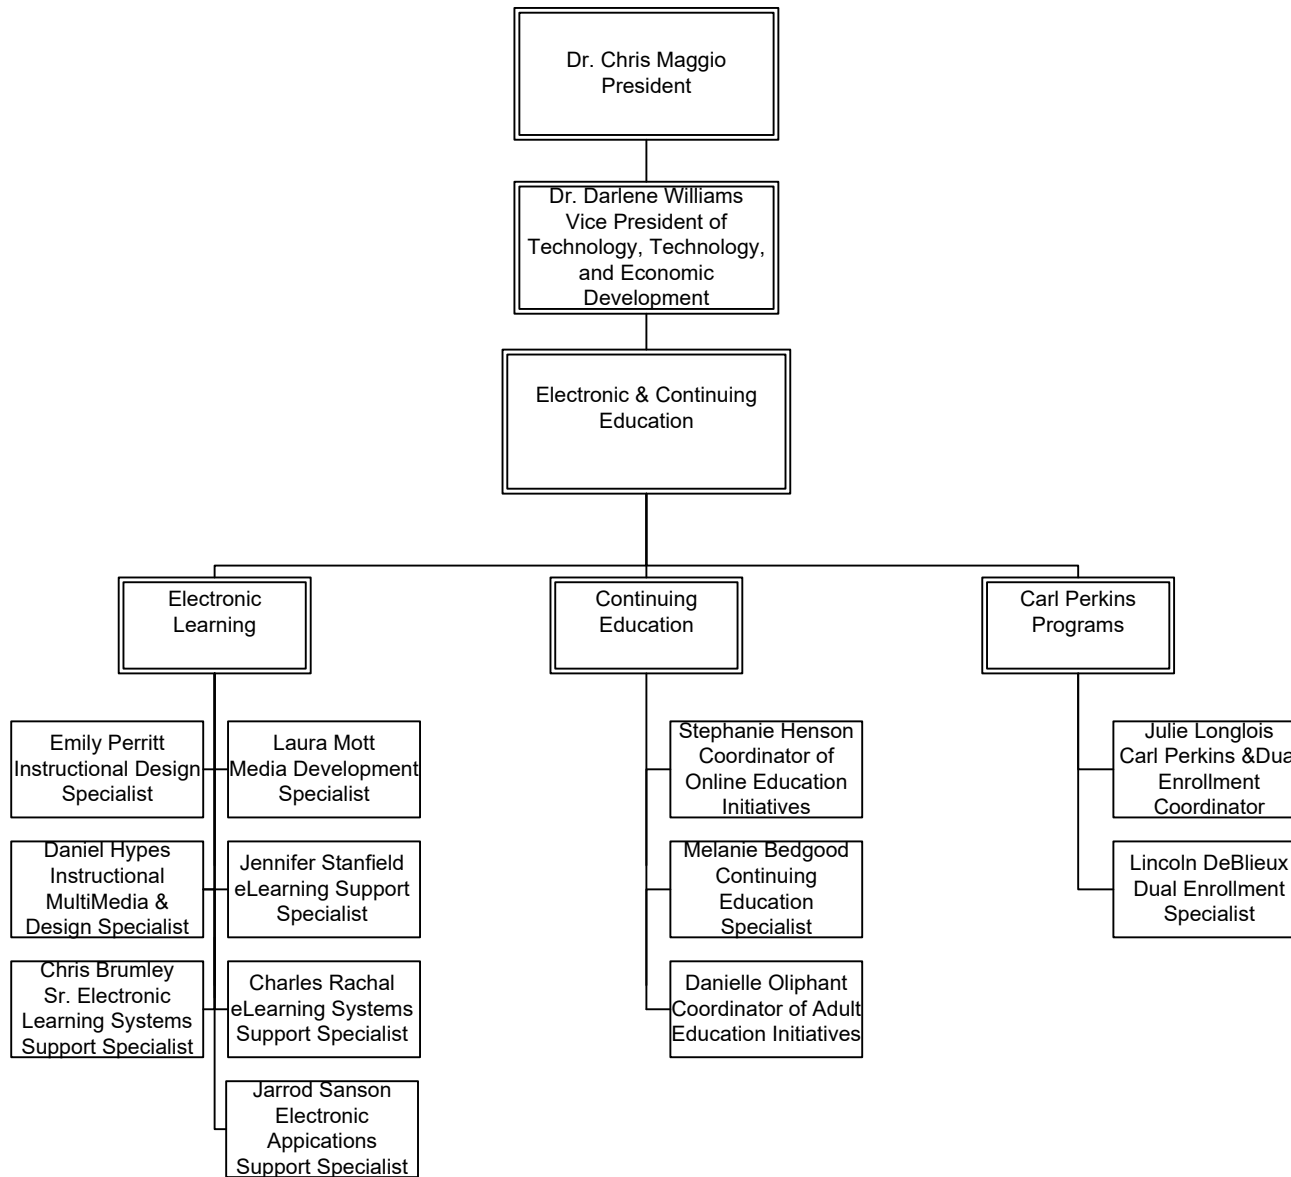 Dr. Chris Maggio
President
Dr. Darlene Williams
Vice President of
Technology, Technology,
and Economic
Development
Electronic & Continuing
Education
Electronic
Learning
Continuing
Education
Carl Perkins
Programs
Emily Perritt
Instructional Design
Specialist
Laura Mott
Media Development
Specialist
Daniel Hypes
Instructional
MultiMedia &
Design Specialist
Jennifer Stanfield
eLearning Support
Specialist
Chris Brumley
Sr. Electronic
Learning Systems
Support Specialist
Charles Rachal
eLearning Systems
Support Specialist
Jarrod Sanson
Electronic
Appications
Support Specialist
Stephanie Henson
Coordinator of
Online Education
Initiatives
Melanie Bedgood
Continuing
Education
Specialist
Danielle Oliphant
Coordinator of Adult
Education Initiatives
Julie Longlois
Carl Perkins &Dua
Enrollment
Coordinator
Lincoln DeBlieux
Dual Enrollment
Specialist